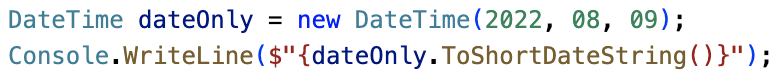 DateTime dateOnly = new DateTime(2022, 08, 09);
Console.WriteLine($"{dateOnly.ToShortDateString()}");